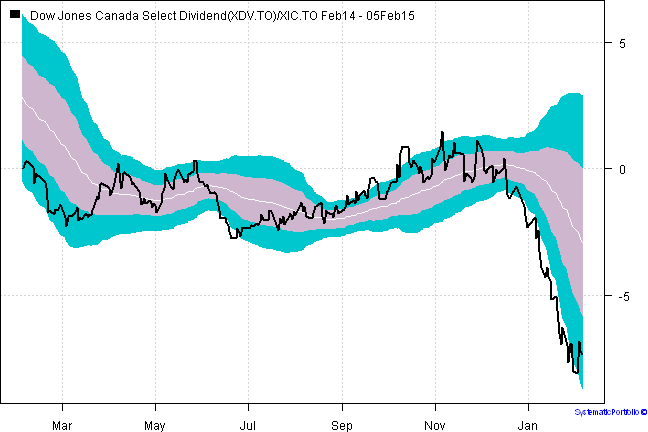 Dow Jones Canada Select Dividend(XDV.TO)/XIC.TO Feb14 - 05Feb15
5
0
-5
Mar May Jul Sep Nov Jan
SystematicPortfolio ©